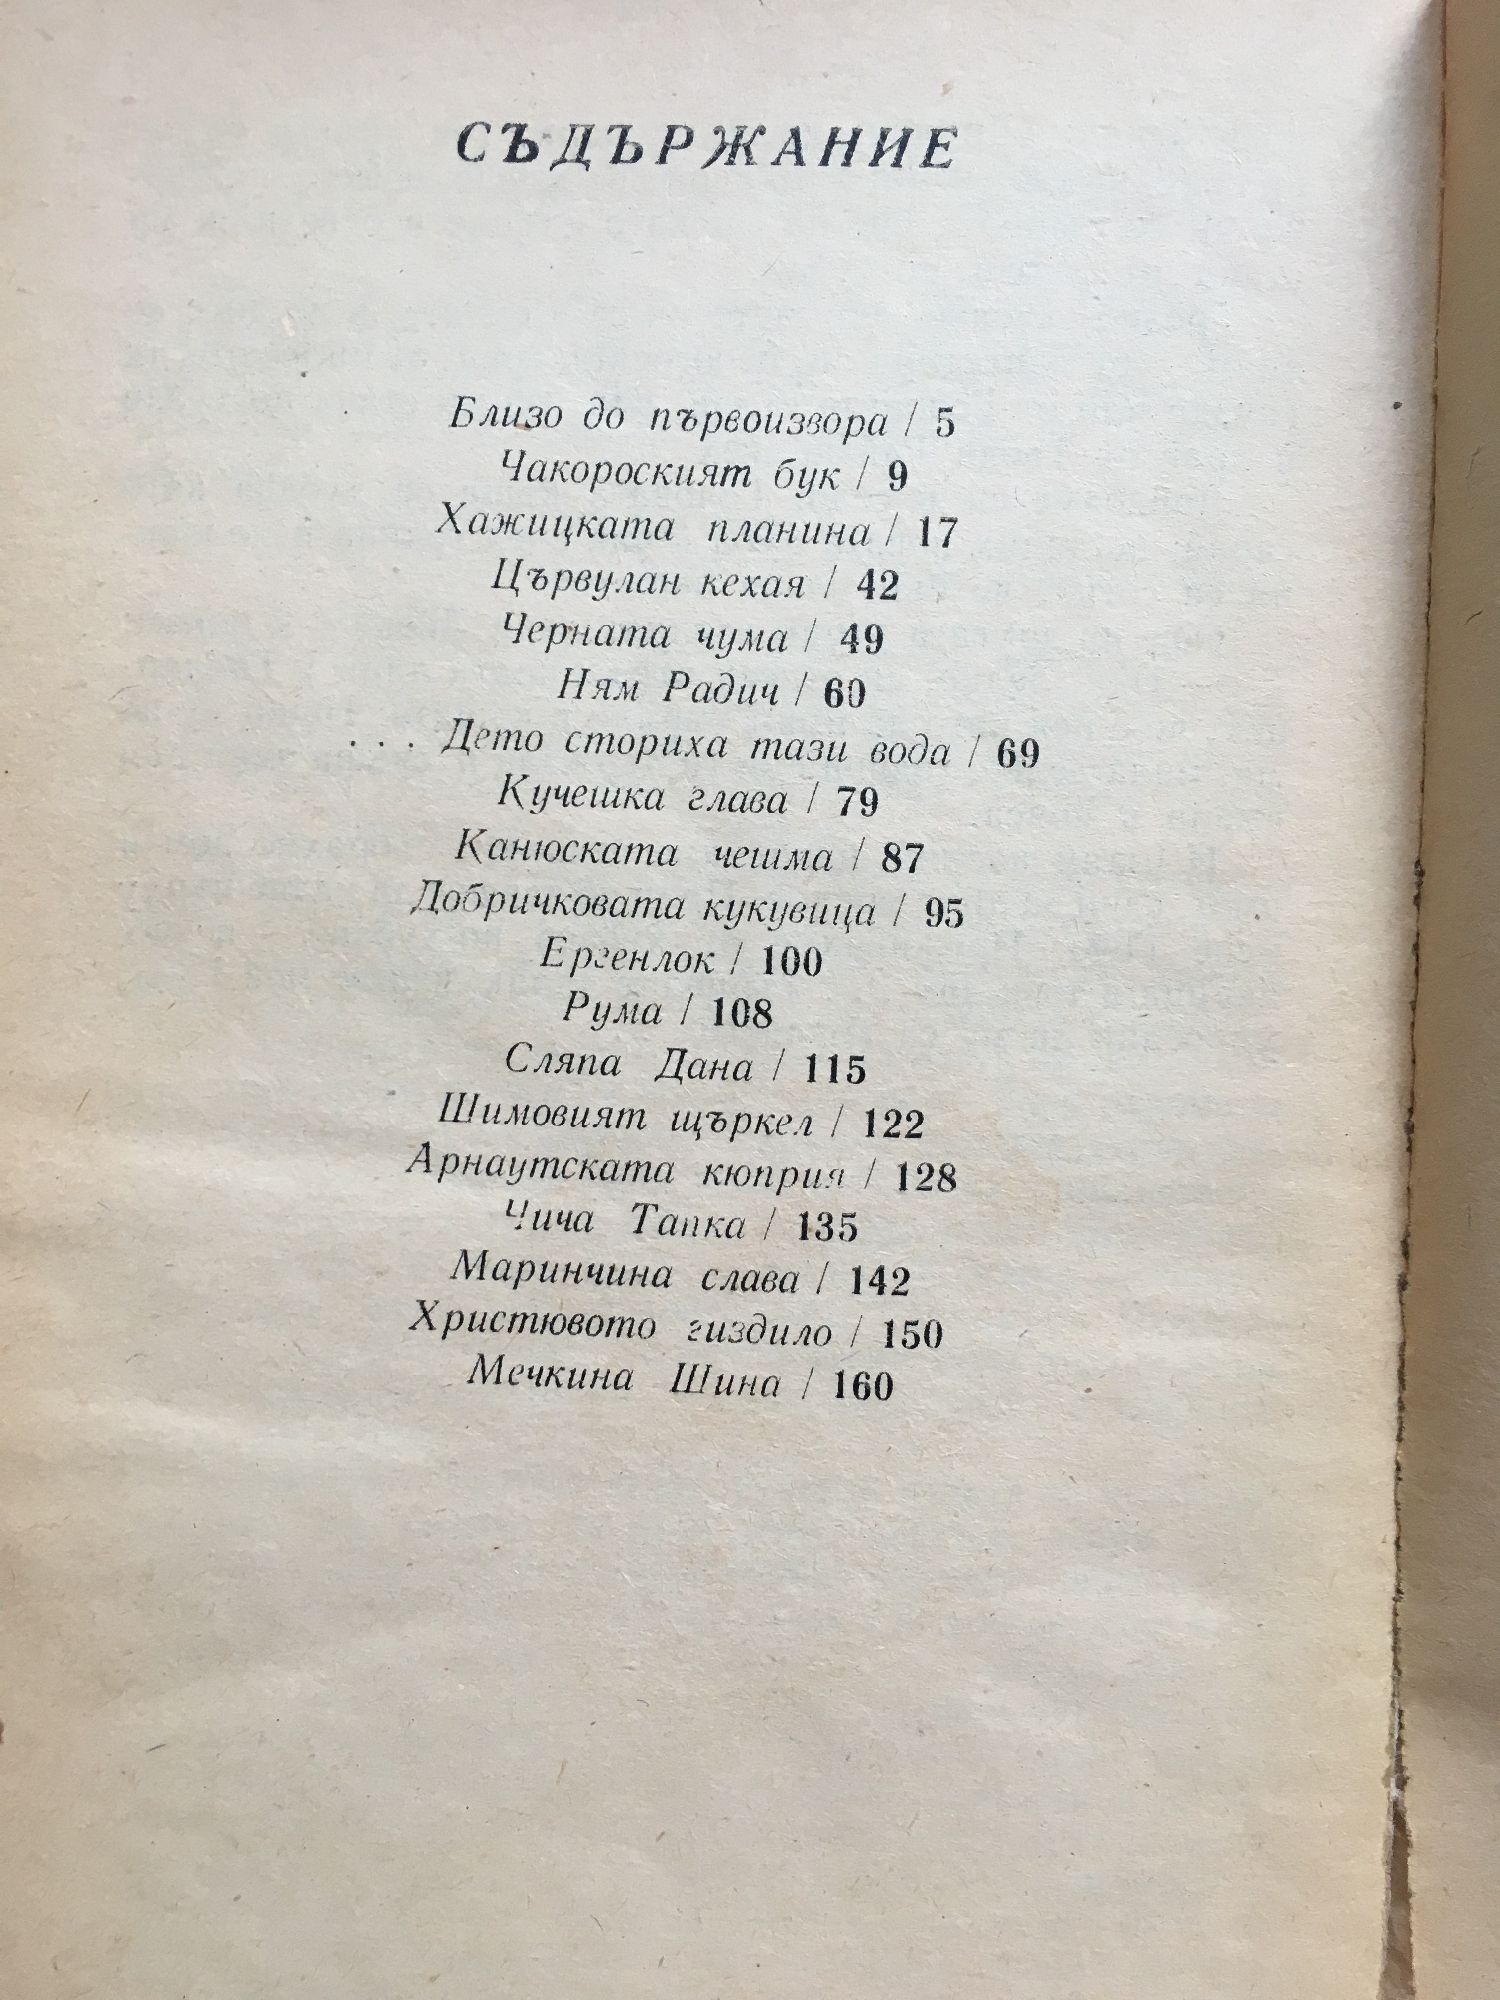 СЪДЪРЖАНИЕ
Близо до първоизвора / 5
Чакороският бук / 9
Хажицката планина / 17
Цървулан кехая / 42
Черната чума / 49
Ням Радич / 60
... Дето сториха тази вода / 69
Кучешка глава / 79
Канюската чешма / 87
Добричковата кукувица / 95
Ергенлок / 100
Рума / 108
Сляпа Дана / 115
Шимовият щъркел / 122
Арнаутската кюприя / 128
Чича Тапка / 135
Маринчина слава / 142
Христювото гиздило / 150
Мечкина Шина / 160